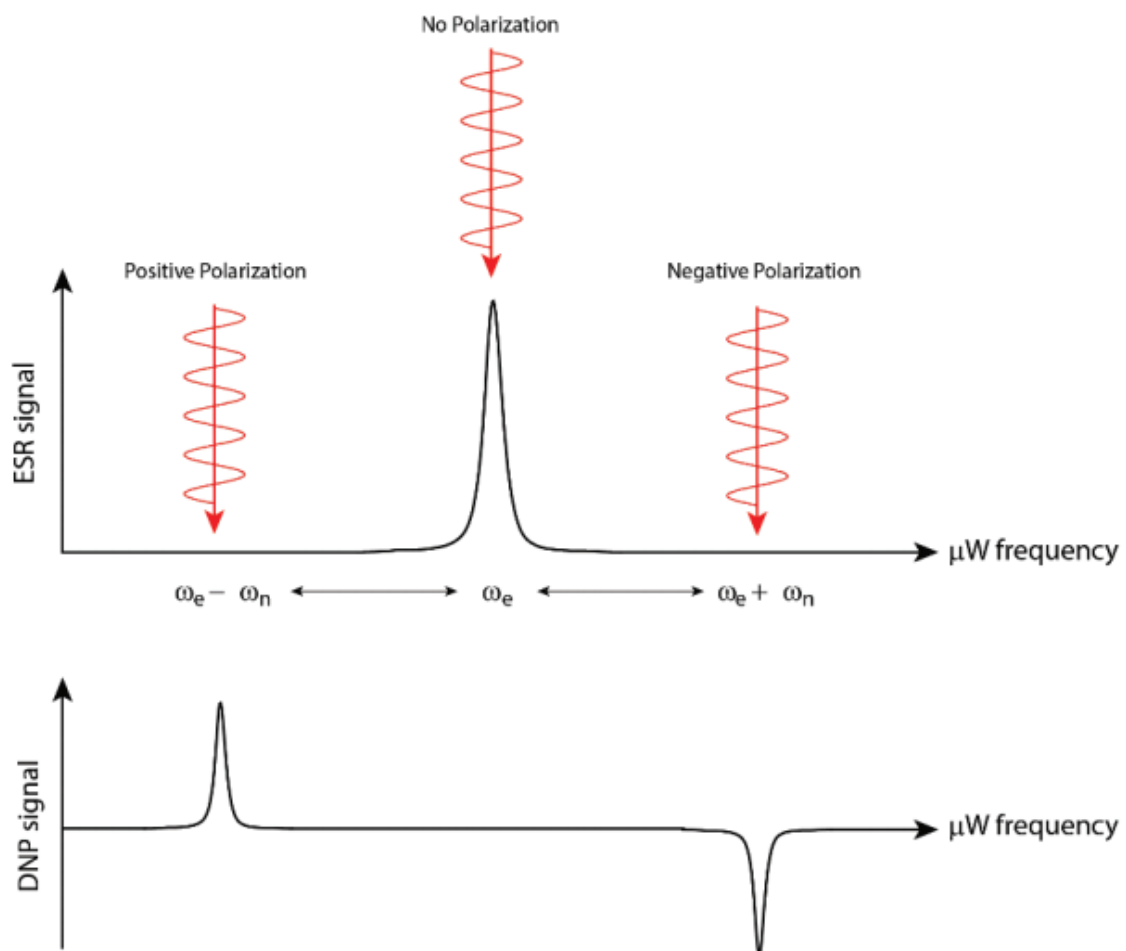 No Polarization
Positive Polarization
Negative Polarization
ESR signal
μW frequency
ωe − ωn
ωe
ωe + ωn
DNP signal
μW frequency